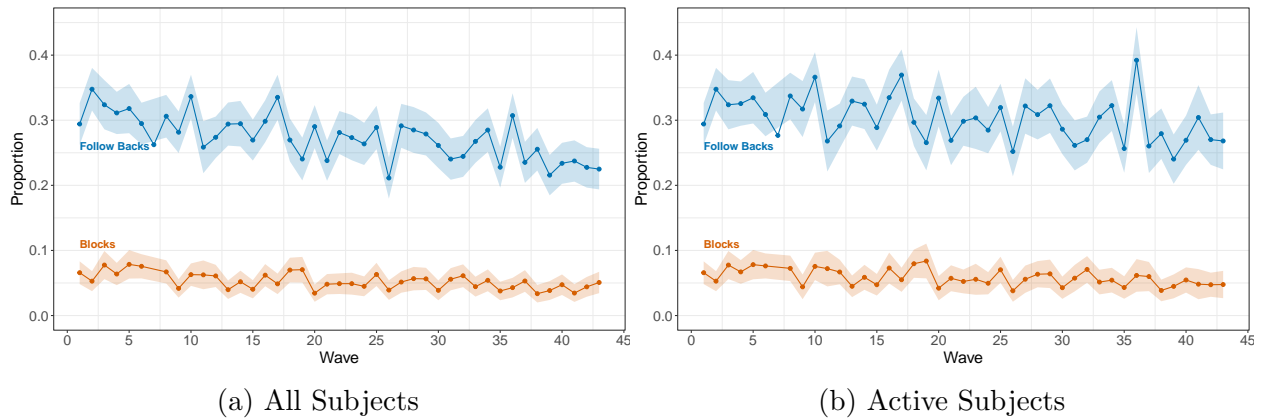 Proportion
0.4
0.3
0.2
0.1
0.0
Follow Backs
Blocks
0 5 10 15 20 25 30 35 40 45
Wave
(a) All Subjects
Proportion
0.4
0.3
0.2
0.1
0.0
Follow Backs
Blocks
0 5 10 15 20 25 30 35 40 45
Wave
(b) Active Subjects